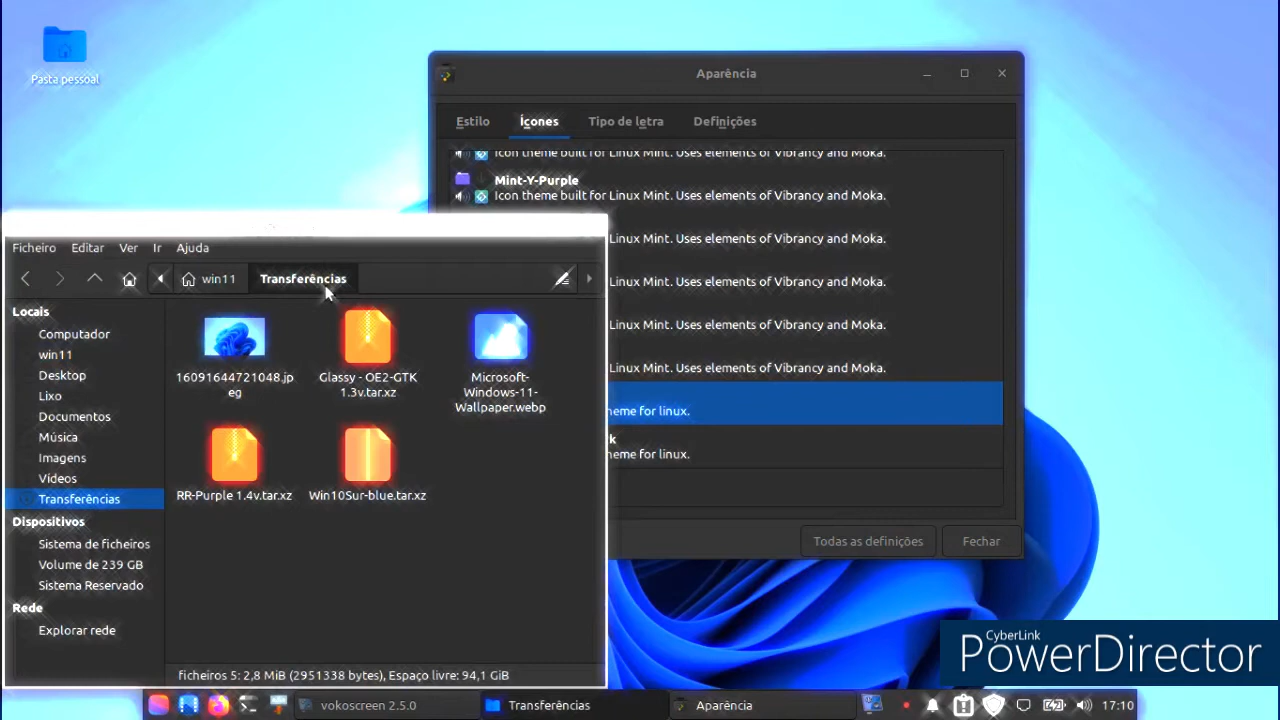 Pasta pessoal
Aparência
Estilo
Ícones
Tipo de letra
Definições
Icon theme built for Linux Mint. Uses elements of Vibrancy and Moka.
Mint-Y-Purple
Icon theme built for Linux Mint. Uses elements of Vibrancy and Moka.
Linux Mint. Uses elements of Vibrancy and Moka.
Linux Mint. Uses elements of Vibrancy and Moka.
Linux Mint. Uses elements of Vibrancy and Moka.
Linux Mint. Uses elements of Vibrancy and Moka.
heme for linux.
k
eme for linux.
Todas as definições
Fechar
Ficheiro
Editar
Ver
Ir
Ajuda
win11
Transferências
Locais
Computador
win11
Desktop
Lixo
Documentos
Música
Imagens
Vídeos
Transferências
Dispositivos
Sistema de ficheiros
Volume de 239 GB
Sistema Reservado
Rede
Explorar rede
16091644721048.jp
eg
Glassy - OE2-GTK
1.3v.tar.xz
Microsoft-
Windows-11-
Wallpaper.webp
RR-Purple 1.4v.tar.xz
Win10Sur-blue.tar.xz
ficheiros 5: 2,8 MiB (2951338 bytes), Espaço livre: 94,1 GiB
CyberLink
PowerDirector
vokoscreen 2.5.0
Transferências
Aparência
17:10